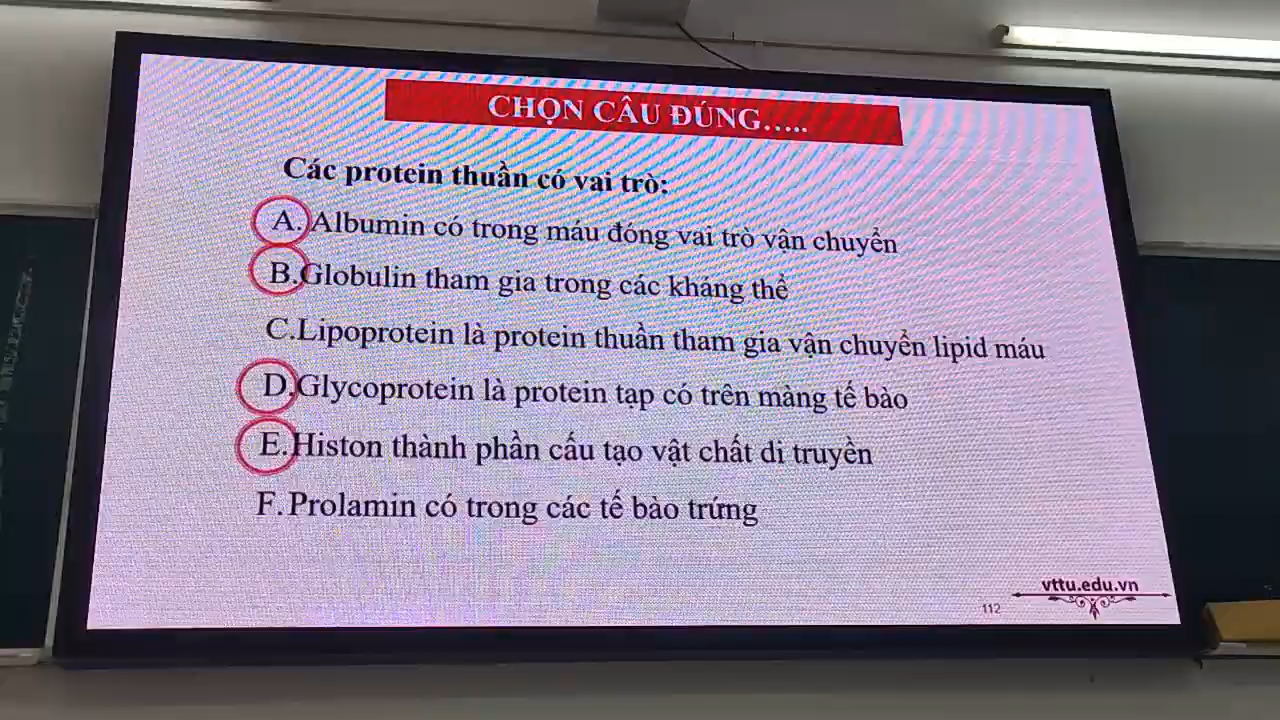 CHỌN CÂU ĐÚNG.....
Các protein thuần có vai trò:
A. Albumin có trong máu đóng vai trò vận chuyển
B.Globulin tham gia trong các kháng thể
C.Lipoprotein là protein thuần tham gia vận chuyển lipid máu
D.Glycoprotein là protein tạp có trên màng tế bào
E.Histon thành phần cấu tạo vật chất di truyền
F. Prolamin có trong các tế bào trứng
vttu.edu.vn
112